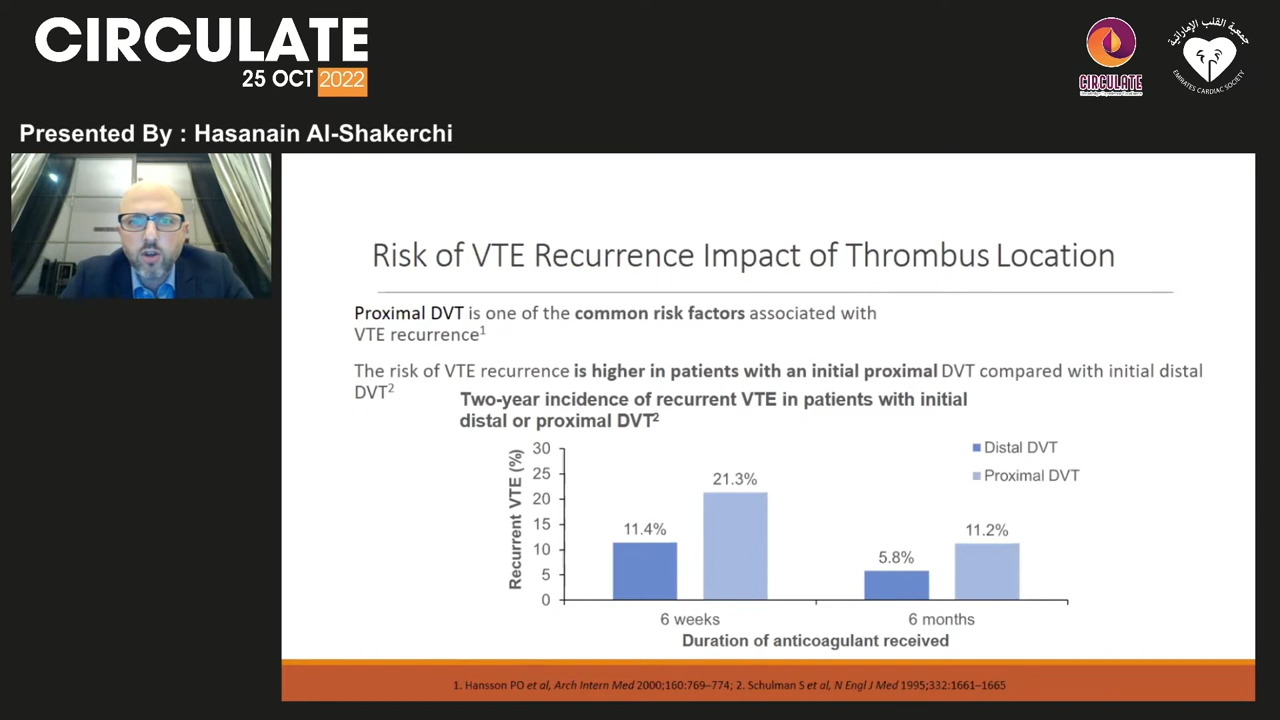 CIRCULATE
25 OCT 2022
CIRCULATE
جمعية القلب الإماراتية
EMIRATES CARDIAC SOCIETY
Presented By : Hasanain Al-Shakerchi
Risk of VTE Recurrence Impact of Thrombus Location
Proximal DVT is one of the common risk factors associated with
VTE recurrence1
The risk of VTE recurrence is higher in patients with an initial proximal DVT compared with initial distal
DVT2
Two-year incidence of recurrent VTE in patients with initial
distal or proximal DVT2
Recurrent VTE (%)
30
25
20
15
10
5
0
Distal DVT
Proximal DVT
11.4%
21.3%
5.8%
11.2%
6 weeks
6 months
Duration of anticoagulant received
1. Hansson PO et al, Arch Intern Med 2000;160:769–774; 2. Schulman S et al, N Engl J Med 1995;332:1661–1665